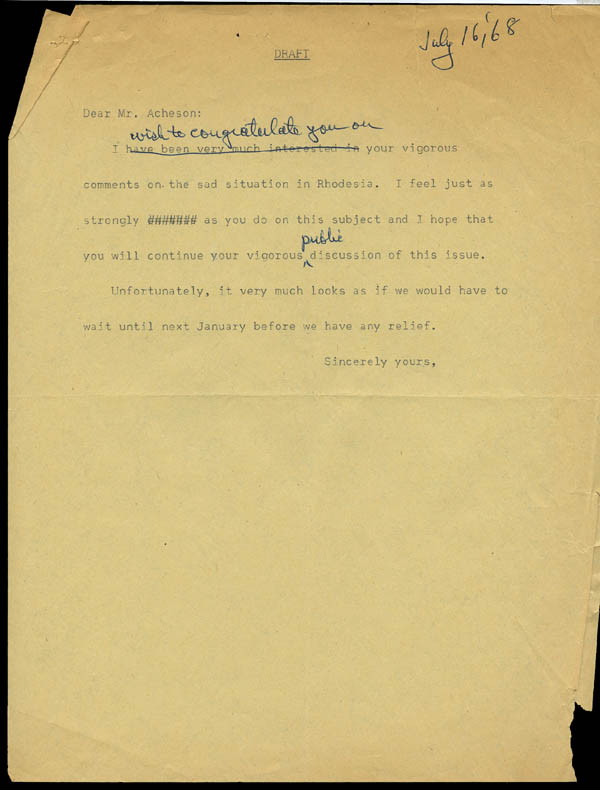 July 16, '68
DRAFT
Dear Mr. Acheson:
wish to congratulate you on
I have been very much interested in your vigorous
comments on the sad situation in Rhodesia. I feel just as
strongly ####### as you do on this subject and I hope that
public
you will continue your vigorous discussion of this issue.
Unfortunately, it very much looks as if we would have to
wait until next January before we have any relief.
Sincerely yours,